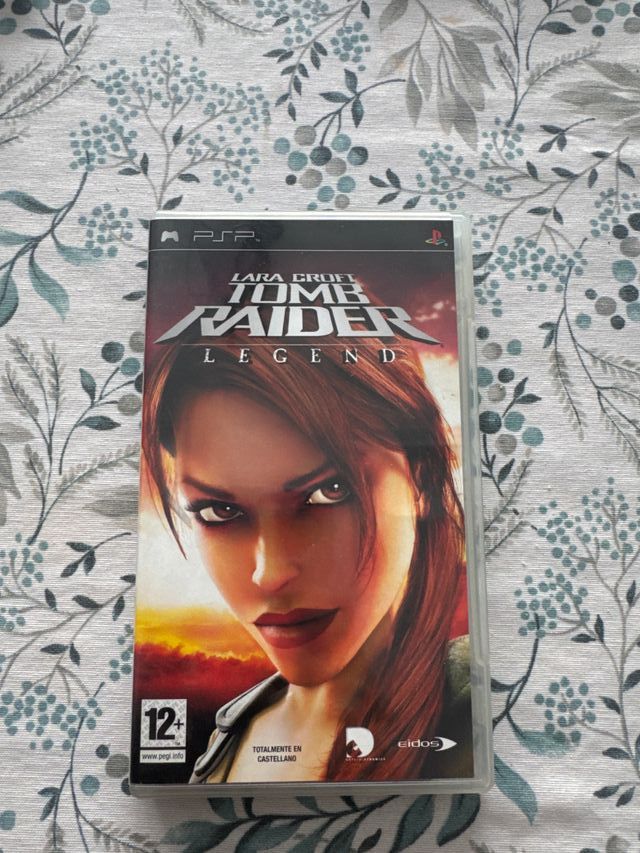 PSP
LARA CROFT
TOMB
RAIDER
LEGEND
12+
www.pegi.info
TOTALMENTE EN
CASTELLANO
eidos